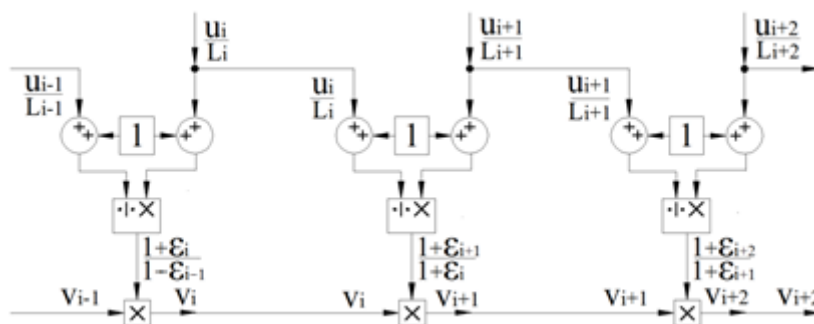 uᵢ/Lᵢ uᵢ₊₁/Lᵢ₊₁ uᵢ₊₂/Lᵢ₊₂
uᵢ₋₁/Lᵢ₋₁ uᵢ/Lᵢ uᵢ₊₁/Lᵢ₊₁
++ 1 ++ ++ 1 ++ ++ 1 ++
÷ × ÷ × ÷ ×
1+εᵢ/1−εᵢ₋₁ 1+εᵢ₊₁/1+εᵢ 1+εᵢ₊₂/1+εᵢ₊₁
vᵢ₋₁ × vᵢ vᵢ × vᵢ₊₁ vᵢ₊₁ × vᵢ₊₂ vᵢ₊₂